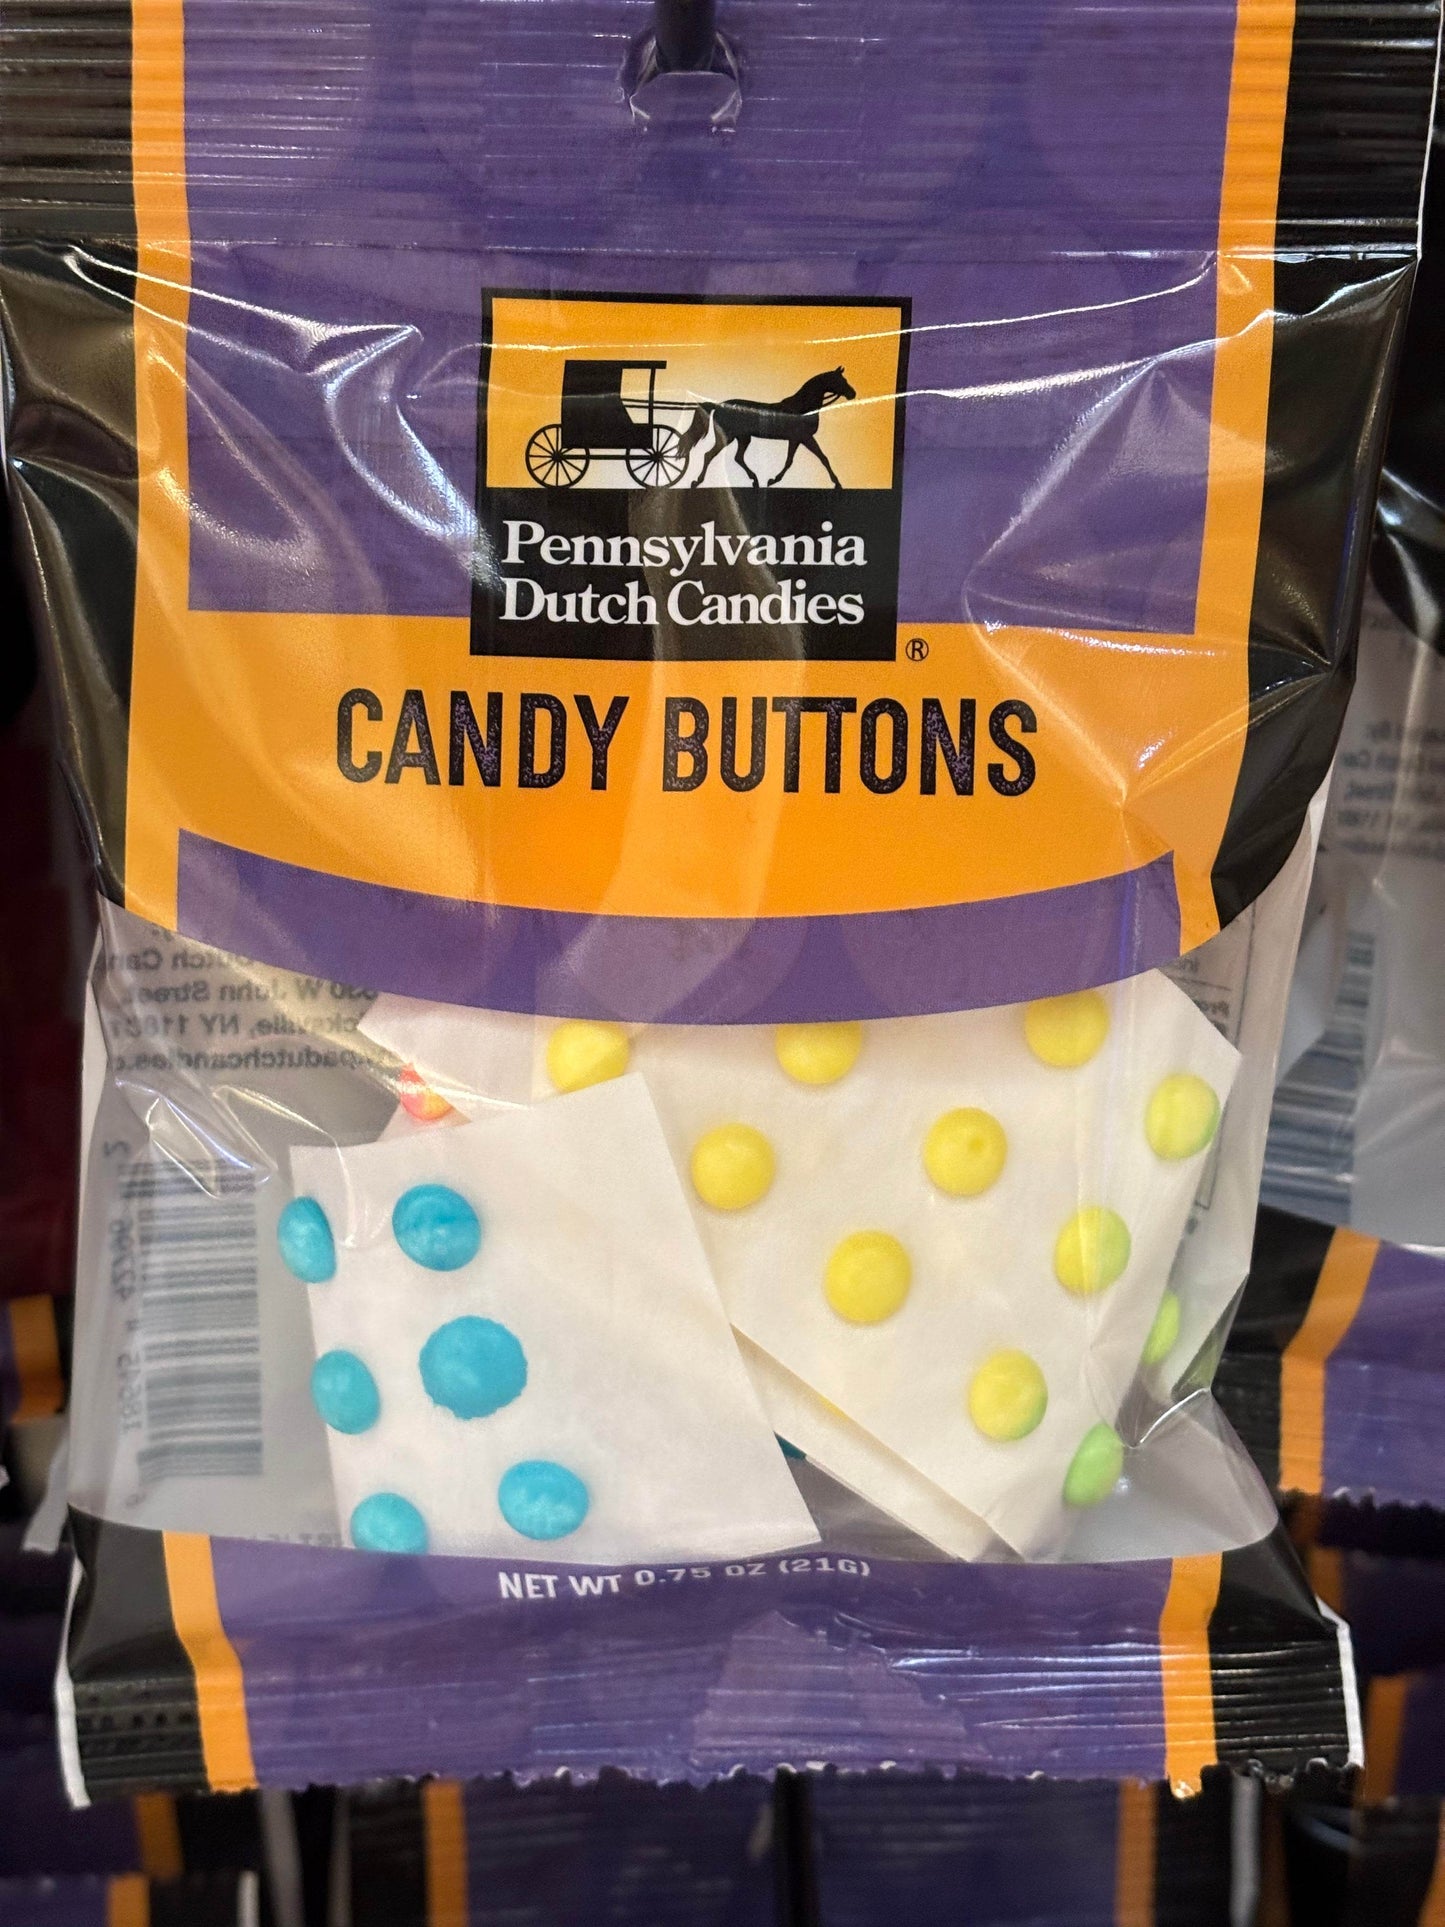 Pennsylvania
Dutch Candies
®
CANDY BUTTONS
NET WT 0.75 OZ (21G)